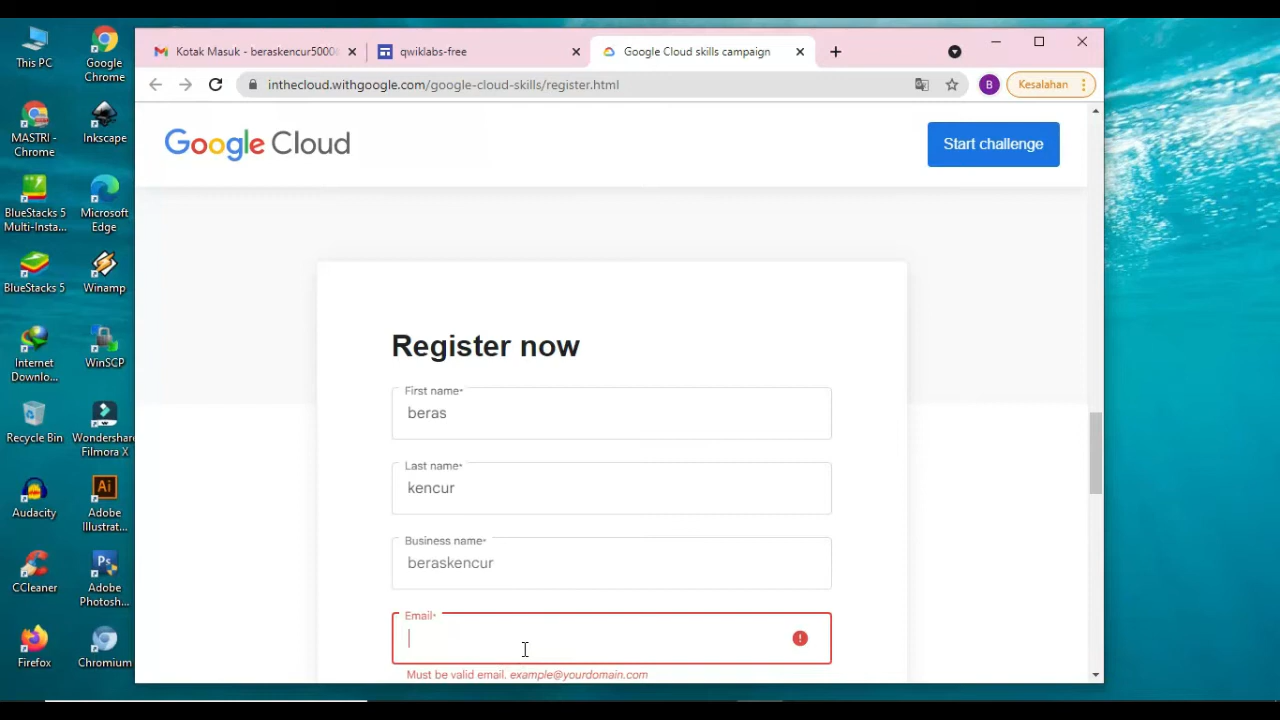 This PC
Google Chrome
MASTRI - Chrome
Inkscape
BlueStacks 5 Multi-Insta...
Microsoft Edge
BlueStacks 5
Winamp
Internet Downlo...
WinSCP
Recycle Bin
Wondershare Filmora X
Audacity
Adobe Illustrat...
CCleaner
Adobe Photosh...
Firefox
Chromium
Kotak Masuk - beraskencur5000
qwiklabs-free
Google Cloud skills campaign
inthecloud.withgoogle.com/google-cloud-skills/register.html
B
Kesalahan
Google Cloud
Start challenge
Register now
First name*
beras
Last name*
kencur
Business name*
beraskencur
Email*
Must be valid email. example@yourdomain.com